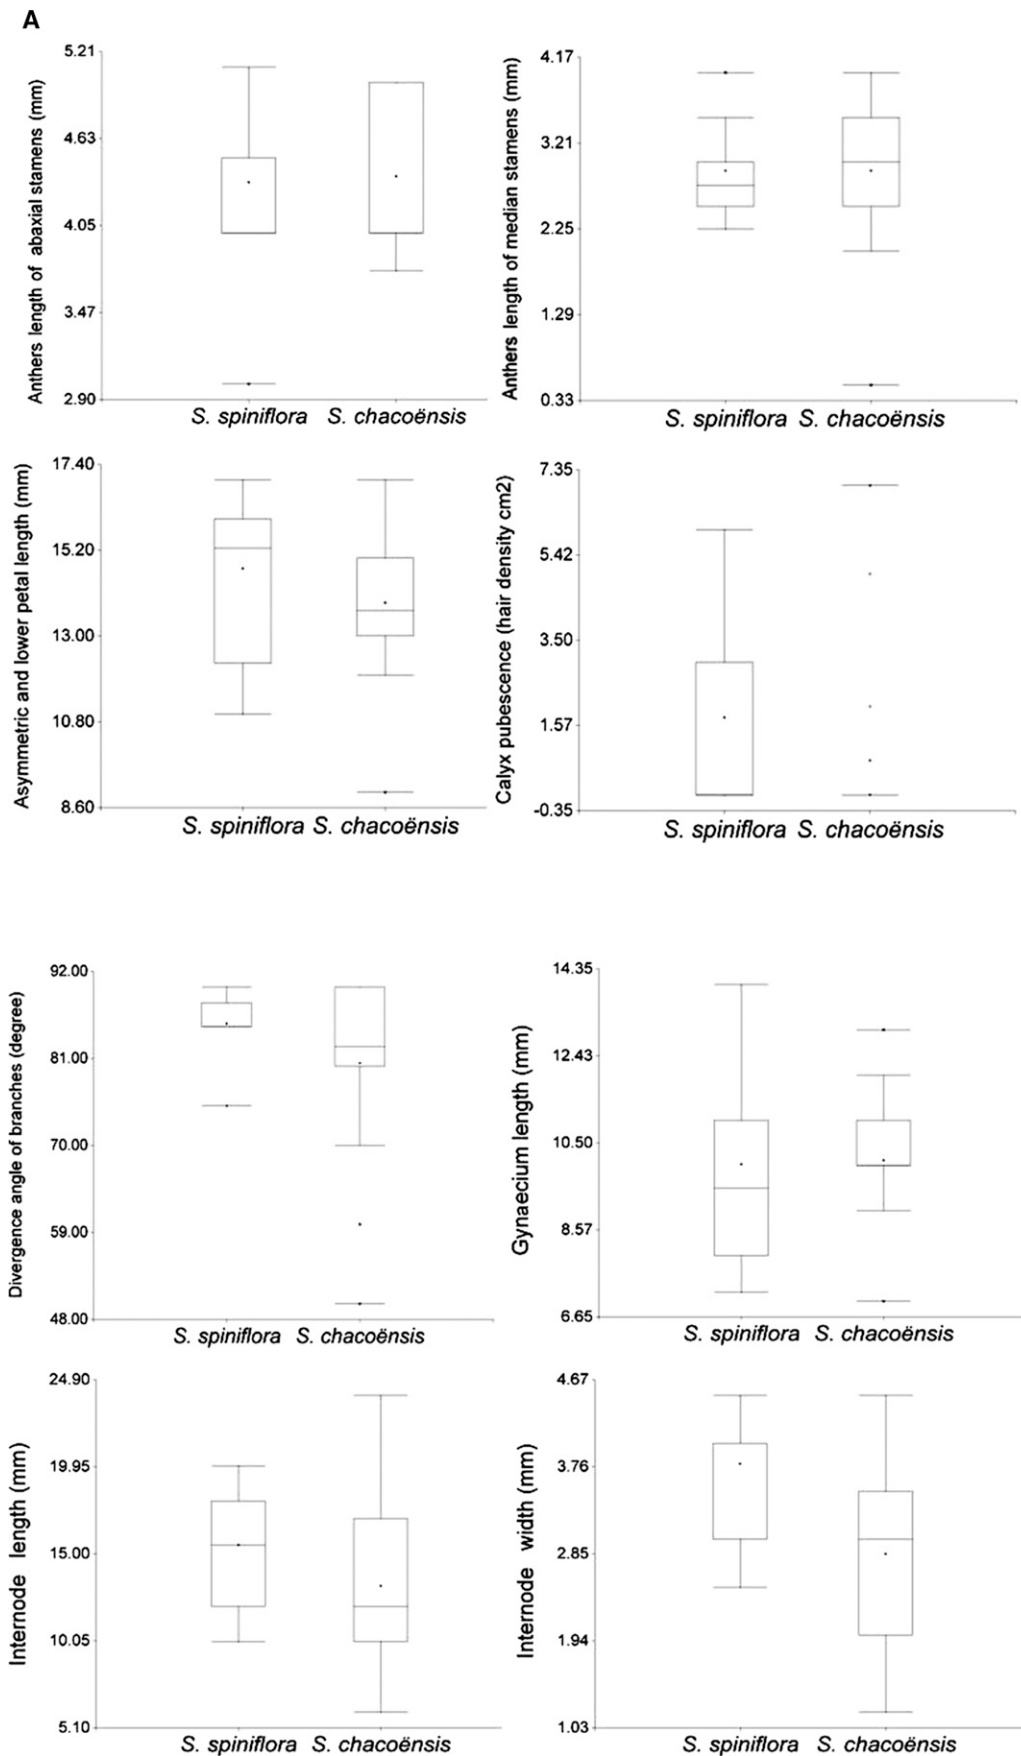 A
Anthers length of abaxial stamens (mm)
5.21
4.63
4.05
3.47
2.90
S. spiniflora S. chacoënsis
Anthers length of median stamens (mm)
4.17
3.21
2.25
1.29
0.33
S. spiniflora S. chacoënsis
Asymmetric and lower petal length (mm)
17.40
15.20
13.00
10.80
8.60
S. spiniflora S. chacoënsis
Calyx pubescence (hair density cm2)
7.35
5.42
3.50
1.57
-0.35
S. spiniflora S. chacoënsis
Divergence angle of branches (degree)
92.00
81.00
70.00
59.00
48.00
S. spiniflora S. chacoënsis
Gynaecium length (mm)
14.35
12.43
10.50
8.57
6.65
S. spiniflora S. chacoënsis
Internode length (mm)
24.90
19.95
15.00
10.05
5.10
S. spiniflora S. chacoënsis
Internode width (mm)
4.67
3.76
2.85
1.94
1.03
S. spiniflora S. chacoënsis